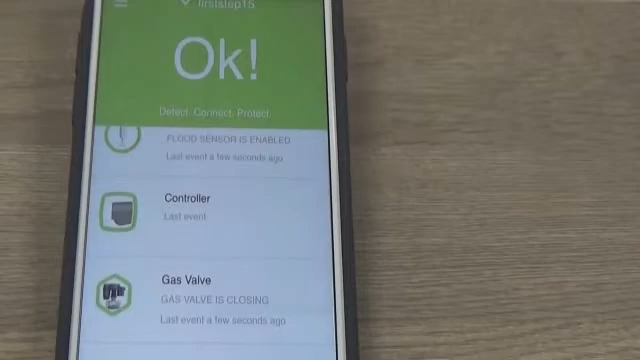 firststep15
Ok!
Detect. Connect. Protect.
FLOOD SENSOR IS ENABLED
Last event a few seconds ago
Controller
Last event
Gas Valve
GAS VALVE IS CLOSING
Last event a few seconds ago